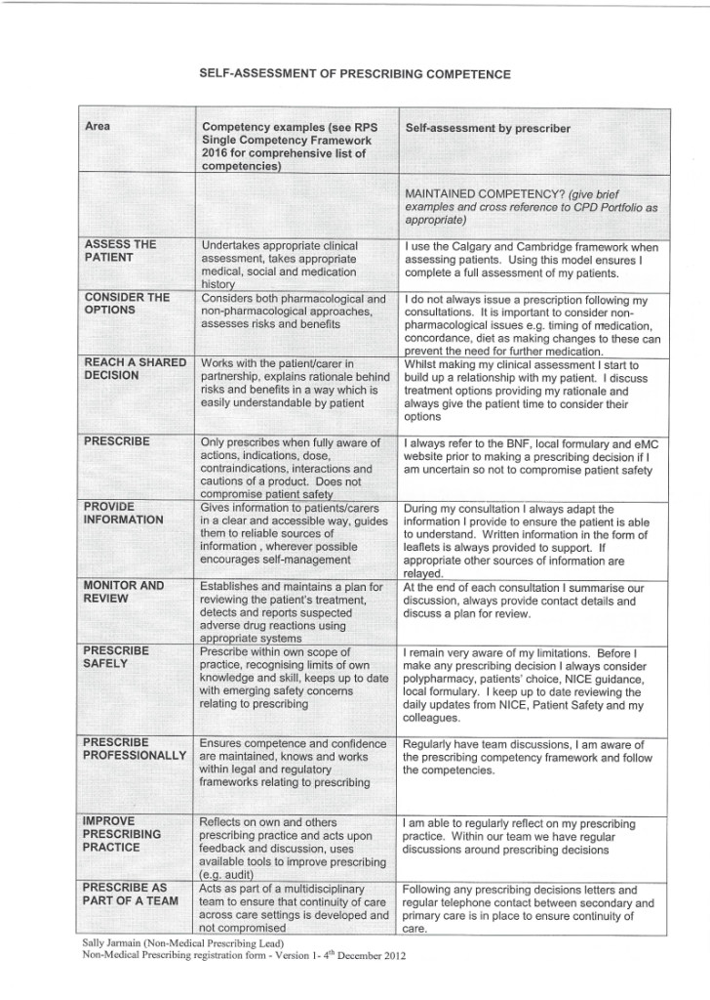 SELF-ASSESSMENT OF PRESCRIBING COMPETENCE
Area
Competency examples (see RPS
Single Competency Framework
2016 for comprehensive list of
competencies)
Self-assessment by prescriber
MAINTAINED COMPETENCY? (give brief
examples and cross reference to CPD Portfolio as
appropriate)
ASSESS THE
PATIENT
Undertakes appropriate clinical
assessment, takes appropriate
medical, social and medication
history
I use the Calgary and Cambridge framework when
assessing patients. Using this model ensures I
complete a full assessment of my patients.
CONSIDER THE
OPTIONS
Considers both pharmacological and
non-pharmacological approaches,
assesses risks and benefits
I do not always issue a prescription following my
consultations. It is important to consider non-
pharmacological issues e.g. timing of medication,
concordance, diet as making changes to these can
prevent the need for further medication.
REACH A SHARED
DECISION
Works with the patient/carer in
partnership, explains rationale behind
risks and benefits in a way which is
easily understandable by patient
Whilst making my clinical assessment I start to
build up a relationship with my patient. I discuss
treatment options providing my rationale and
always give the patient time to consider their
options
PRESCRIBE
Only prescribes when fully aware of
actions, indications, dose,
contraindications, interactions and
cautions of a product. Does not
compromise patient safety
I always refer to the BNF, local formulary and eMC
website prior to making a prescribing decision if I
am uncertain so not to compromise patient safety
PROVIDE
INFORMATION
Gives information to patients/carers
in a clear and accessible way, guides
them to reliable sources of
information , wherever possible
encourages self-management
During my consultation I always adapt the
information I provide to ensure the patient is able
to understand. Written information in the form of
leaflets is always provided to support. If
appropriate other sources of information are
relayed.
MONITOR AND
REVIEW
Establishes and maintains a plan for
reviewing the patient's treatment,
detects and reports suspected
adverse drug reactions using
appropriate systems
At the end of each consultation I summarise our
discussion, always provide contact details and
discuss a plan for review.
PRESCRIBE
SAFELY
Prescribe within own scope of
practice, recognising limits of own
knowledge and skill, keeps up to date
with emerging safety concerns
relating to prescribing
I remain very aware of my limitations. Before I
make any prescribing decision I always consider
polypharmacy, patients' choice, NICE guidance,
local formulary. I keep up to date reviewing the
daily updates from NICE, Patient Safety and my
colleagues.
PRESCRIBE
PROFESSIONALLY
Ensures competence and confidence
are maintained, knows and works
within legal and regulatory
frameworks relating to prescribing
Regularly have team discussions, I am aware of
the prescribing competency framework and follow
the competencies.
IMPROVE
PRESCRIBING
PRACTICE
Reflects on own and others
prescribing practice and acts upon
feedback and discussion, uses
available tools to improve prescribing
(e.g. audit)
I am able to regularly reflect on my prescribing
practice. Within our team we have regular
discussions around prescribing decisions
PRESCRIBE AS
PART OF A TEAM
Acts as part of a multidisciplinary
team to ensure that continuity of care
across care settings is developed and
not compromised
Following any prescribing decisions letters and
regular telephone contact between secondary and
primary care is in place to ensure continuity of
care.
Sally Jarmain (Non-Medical Prescribing Lead)
Non-Medical Prescribing registration form - Version 1- 4th December 2012